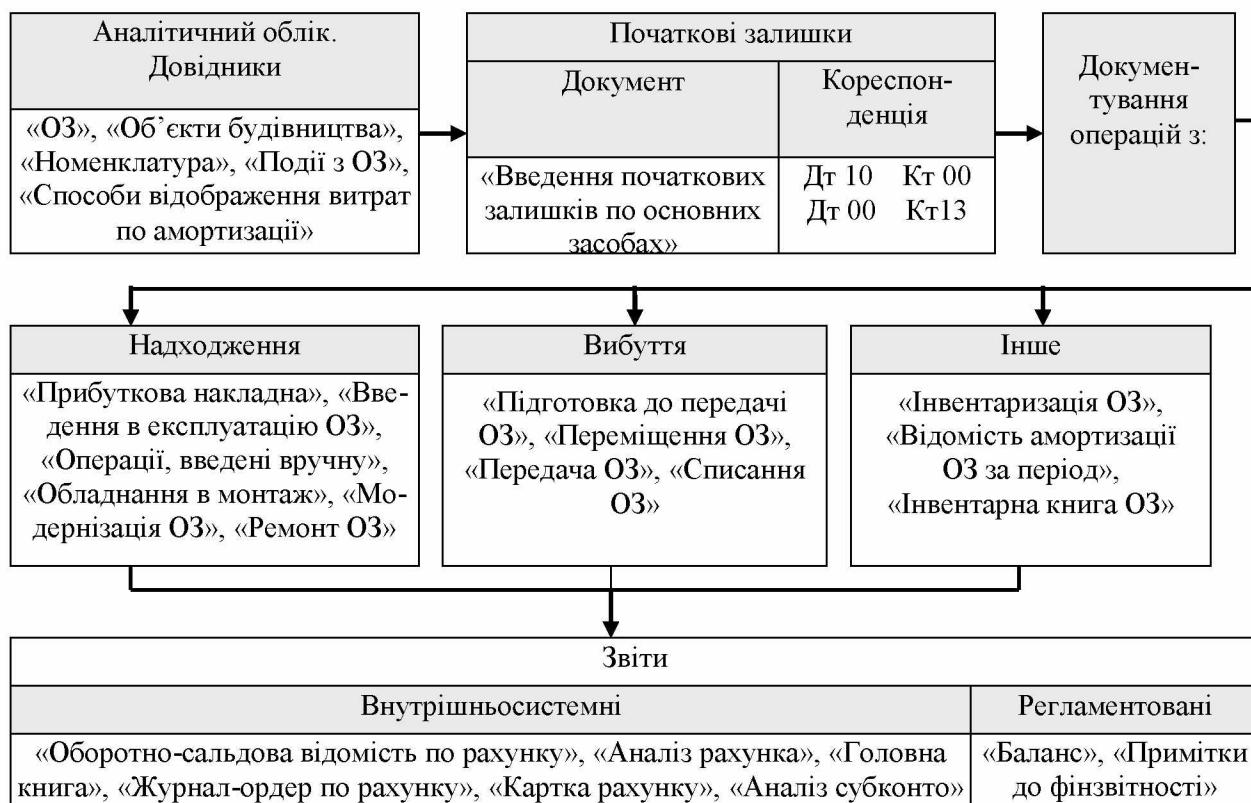 Аналітичний облік.
Довідники
«ОЗ», «Об’єкти будівництва»,
«Номенклатура», «Події з ОЗ»,
«Способи відображення витрат
по амортизації»
Початкові залишки
Документ
Кореспон-
денція
«Введення початкових
залишків по основних
засобах»
Дт 10 Кт 00
Дт 00 Кт13
Докумен-
тування
операцій з:
Надходження
«Прибуткова накладна», «Вве-
дення в експлуатацію ОЗ»,
«Операції, введені вручну»,
«Обладнання в монтаж», «Мо-
дернізація ОЗ», «Ремонт ОЗ»
Вибуття
«Підготовка до передачі
ОЗ», «Переміщення ОЗ»,
«Передача ОЗ», «Списання
ОЗ»
Інше
«Інвентаризація ОЗ»,
«Відомість амортизації
ОЗ за період»,
«Інвентарна книга ОЗ»
Звіти
Внутрішньосистемні
«Оборотно-сальдова відомість по рахунку», «Аналіз рахунка», «Головна
книга», «Журнал-ордер по рахунку», «Картка рахунку», «Аналіз субконто»
Регламентовані
«Баланс», «Примітки
до фінзвітності»